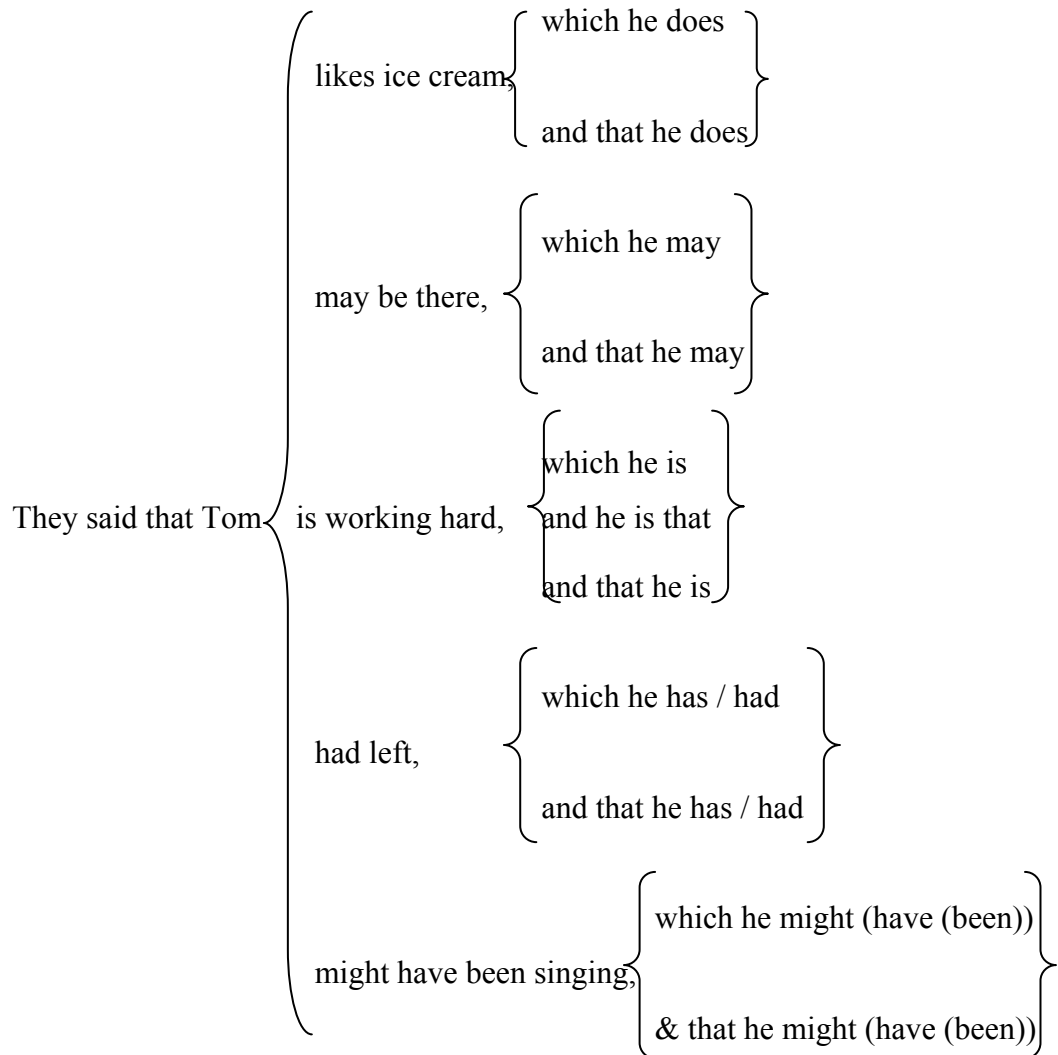 which he does
likes ice cream,
and that he does
which he may
may be there,
and that he may
which he is
They said that Tom is working hard, and he is that
and that he is
which he has / had
had left,
and that he has / had
which he might (have (been))
might have been singing,
& that he might (have (been))